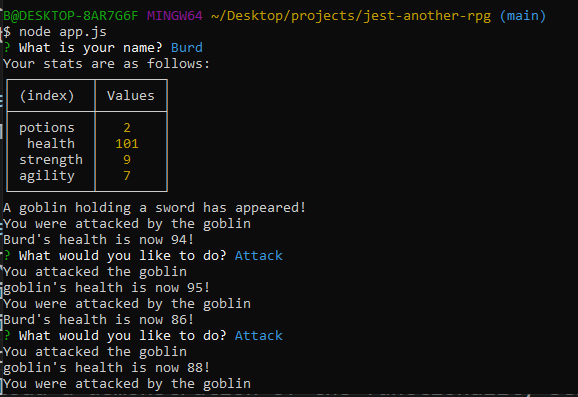 B@DESKTOP-8AR7G6F MINGW64 ~/Desktop/projects/jest-another-rpg (main)
$ node app.js
? What is your name? Burd
Your stats are as follows:
(index) Values
potions 2
health 101
strength 9
agility 7
A goblin holding a sword has appeared!
You were attacked by the goblin
Burd's health is now 94!
? What would you like to do? Attack
You attacked the goblin
goblin's health is now 95!
You were attacked by the goblin
Burd's health is now 86!
? What would you like to do? Attack
You attacked the goblin
goblin's health is now 88!
You were attacked by the goblin